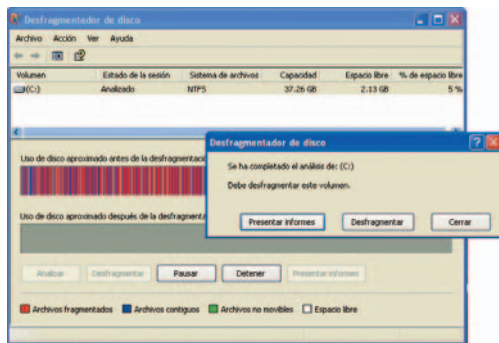 Desfragmentador de disco
Archivo Acción Ver Ayuda
Volumen Estado de la sesión Sistema de archivos Capacidad Espacio libre % de espacio libre
(C:) Analizado NTFS 37.26 GB 2.13 GB 5 %
Desfragmentador de disco
Se ha completado el análisis de: (C:)
Debe desfragmentar este volumen.
Presentar informes Desfragmentar Cerrar
Uso de disco aproximado antes de la desfragmentació
Uso de disco aproximado después de la desfragmenta
Analizar Desfragmentar Pausar Detener Presentar informes
Archivos fragmentados Archivos contiguos Archivos no movibles Espacio libre